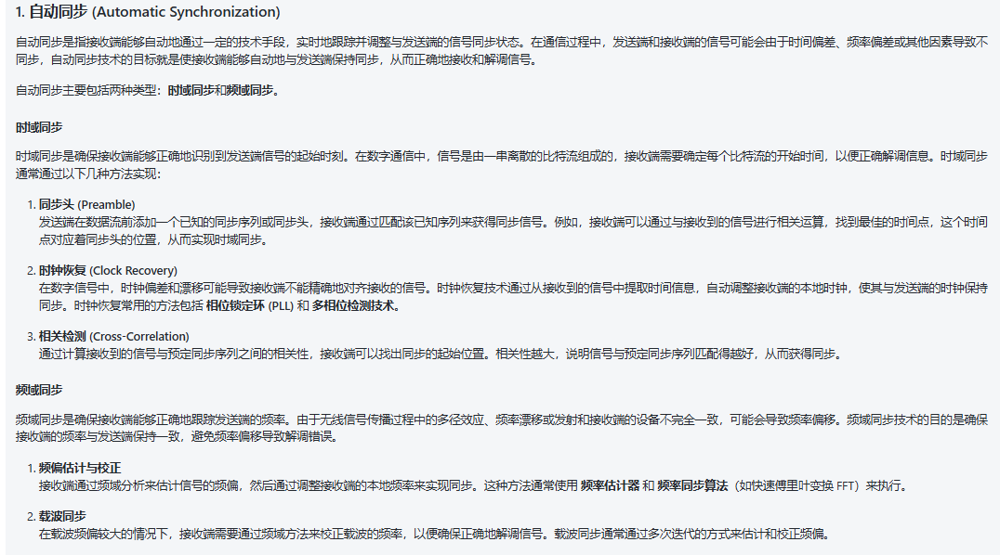 1. 自动同步 (Automatic Synchronization)
自动同步是指接收端能够自动地通过一定的技术手段，实时地跟踪并调整与发送端的信号同步状态。在通信过程中，发送端和接收端的信号可能会由于时间偏差、频率偏差或其他因素导致不
同步，自动同步技术的目标就是使接收端能够自动地与发送端保持同步，从而正确地接收和解调信号。
自动同步主要包括两种类型：时域同步和频域同步。
时域同步
时域同步是确保接收端能够正确地识别到发送端信号的起始时刻。在数字通信中，信号是由一串离散的比特流组成的，接收端需要确定每个比特流的开始时间，以便正确解调信息。时域同步
通常通过以下几种方法实现：
1. 同步头 (Preamble)
发送端在数据流前添加一个已知的同步序列或同步头，接收端通过匹配该已知序列来获得同步信号。例如，接收端可以通过与接收到的信号进行相关运算，找到最佳的时间点，这个时间
点对应着同步头的位置，从而实现时域同步。
2. 时钟恢复 (Clock Recovery)
在数字信号中，时钟偏差和漂移可能导致接收端不能精确地对齐接收的信号。时钟恢复技术通过从接收到的信号中提取时间信息，自动调整接收端的本地时钟，使其与发送端的时钟保持
同步。时钟恢复常用的方法包括 相位锁定环 (PLL) 和 多相位检测技术。
3. 相关检测 (Cross-Correlation)
通过计算接收到的信号与预定同步序列之间的相关性，接收端可以找出同步的起始位置。相关性越大，说明信号与预定同步序列匹配得越好，从而获得同步。
频域同步
频域同步是确保接收端能够正确地跟踪发送端的频率。由于无线信号传播过程中的多径效应、频率漂移或发射和接收端的设备不完全一致，可能会导致频率偏移。频域同步技术的目的是确保
接收端的频率与发送端保持一致，避免频率偏移导致解调错误。
1. 频偏估计与校正
接收端通过频域分析来估计信号的频偏，然后通过调整接收端的本地频率来实现同步。这种方法通常使用 频率估计器 和 频率同步算法（如快速傅里叶变换 FFT）来执行。
2. 载波同步
在载波频偏较大的情况下，接收端需要通过频域方法来校正载波的频率，以便确保正确地解调信号。载波同步通常通过多次迭代的方式来估计和校正频偏。